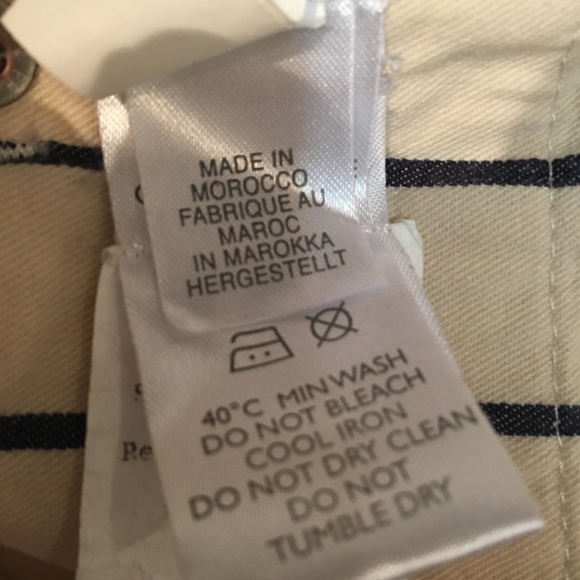 MADE IN
MOROCCO
FABRIQUE AU
MAROC
IN MAROKKA
HERGESTELLT
40°C MIN WASH
DO NOT BLEACH
COOL IRON
DO NOT DRY CLEAN
DO NOT
TUMBLE DRY
Re